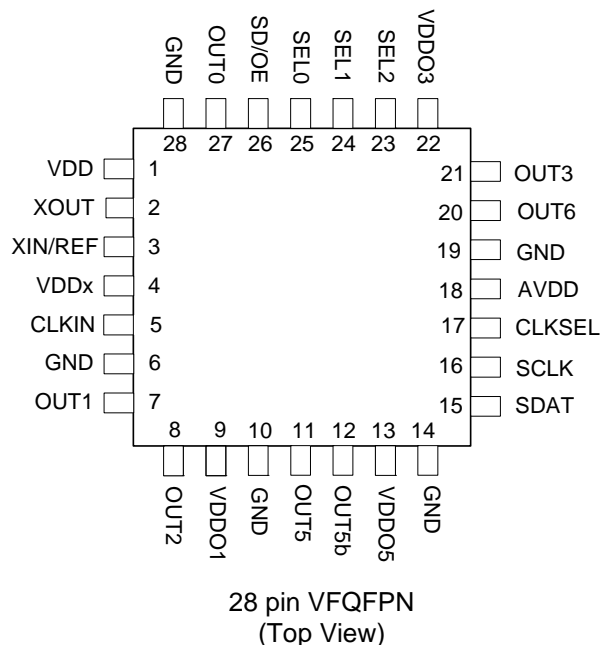 GND
OUT0
SD/OE
SEL0
SEL1
SEL2
VDDO3
28
27
26
25
24
23
22
VDD
1
XOUT
2
XIN/REF
3
VDDx
4
CLKIN
5
GND
6
OUT1
7
21
OUT3
20
OUT6
19
GND
18
AVDD
17
CLKSEL
16
SCLK
15
SDAT
8
9
10
11
12
13
14
OUT2
VDDO1
GND
OUT5
OUT5b
VDDO5
GND
28 pin VFQFPN
(Top View)